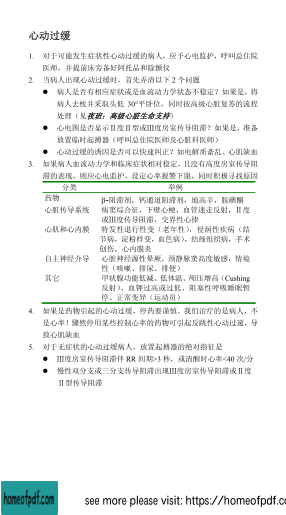 心动过缓
1. 对于可能发生症状性心动过缓的病人，应予心电监护，呼叫总住院
医师，并提前床旁备好阿托品和除颤仪
2. 当病人出现心动过缓时，首先弄清以下 2 个问题
● 病人是否有相应症状或是血流动力学状态不稳定？如果是，将
病人去枕并采取头低 30°平卧位，同时按高级心脏复苏的流程
处理（见夜班：高级心脏生命支持）
● 心电图是否显示Ⅱ度Ⅱ型或Ⅲ度房室传导阻滞？如果是，准备
放置临时起搏器（呼叫总住院医师及心脏科医师）
● 心动过缓的诱因是否可以快速纠正？如电解质紊乱、心肌缺血
3. 如果病人血流动力学和临床症状相对稳定，且没有高度房室传导阻
滞的表现，则应心电监护，设定心率报警下限，同时积极寻找原因
分类 举例
药物 β-阻滞剂，钙通道阻滞剂，地高辛，胺碘酮
心脏传导系统 病窦综合征，下壁心梗，血管迷走反射，Ⅱ度
或Ⅲ度传导阻滞，交界性心律
心肌和心内膜 特发性退行性变（老年性），侵润性疾病（结
节病，淀粉样变，血色病），结缔组织病，手术
创伤，心内膜炎
自主神经介导 心脏神经源性晕厥，颈静脉窦高度敏感，情境
性（咳嗽、排尿、排便）
其它 甲状腺功能低减、低体温、颅压增高（Cushing
反射）、血钾过高或过低、阻塞性呼吸睡眠暂
停、正常变异（运动员）
4. 如果是药物引起的心动过缓，停药要谨慎。我们治疗的是病人，不
是心率！骤然停用某些控制心率的药物可引起反跳性心动过速，导
致心肌缺血
5. 对于无症状的心动过缓病人，放置起搏器的绝对指征是
● Ⅲ度房室传导阻滞伴 RR 间期>3 秒，或清醒时心率<40 次/分
● 慢性双分支或三分支传导阻滞出现Ⅲ度房室传导阻滞或Ⅱ度
Ⅱ型传导阻滞
homeofpdf.com
see more please visit: https://homeofpdf.com